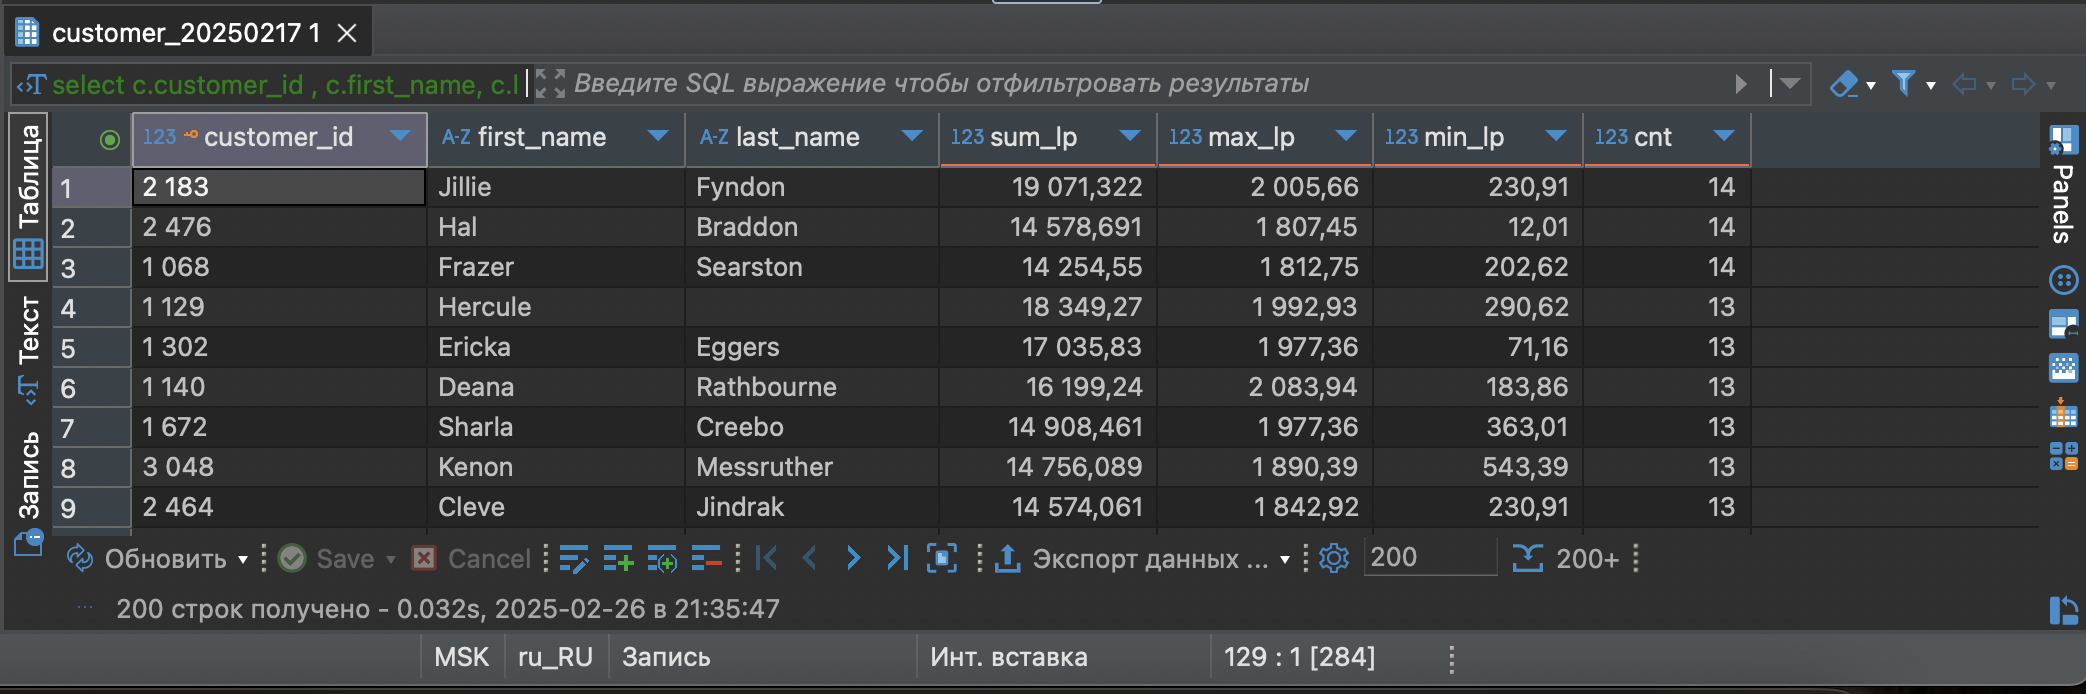 customer_20250217 1
select c.customer_id , c.first_name, c.l Введите SQL выражение чтобы отфильтровать результаты
Таблица
Текст
Запись
123 customer_id A-Z first_name A-Z last_name 123 sum_lp 123 max_lp 123 min_lp 123 cnt
1 2 183 Jillie Fyndon 19 071,322 2 005,66 230,91 14
2 2 476 Hal Braddon 14 578,691 1 807,45 12,01 14
3 1 068 Frazer Searston 14 254,55 1 812,75 202,62 14
4 1 129 Hercule 18 349,27 1 992,93 290,62 13
5 1 302 Ericka Eggers 17 035,83 1 977,36 71,16 13
6 1 140 Deana Rathbourne 16 199,24 2 083,94 183,86 13
7 1 672 Sharla Creebo 14 908,461 1 977,36 363,01 13
8 3 048 Kenon Messruther 14 756,089 1 890,39 543,39 13
9 2 464 Cleve Jindrak 14 574,061 1 842,92 230,91 13
Panels
Обновить Save Cancel Экспорт данных ... 200 200+
200 строк получено - 0.032s, 2025-02-26 в 21:35:47
MSK ru_RU Запись Инт. вставка 129 : 1 [284]